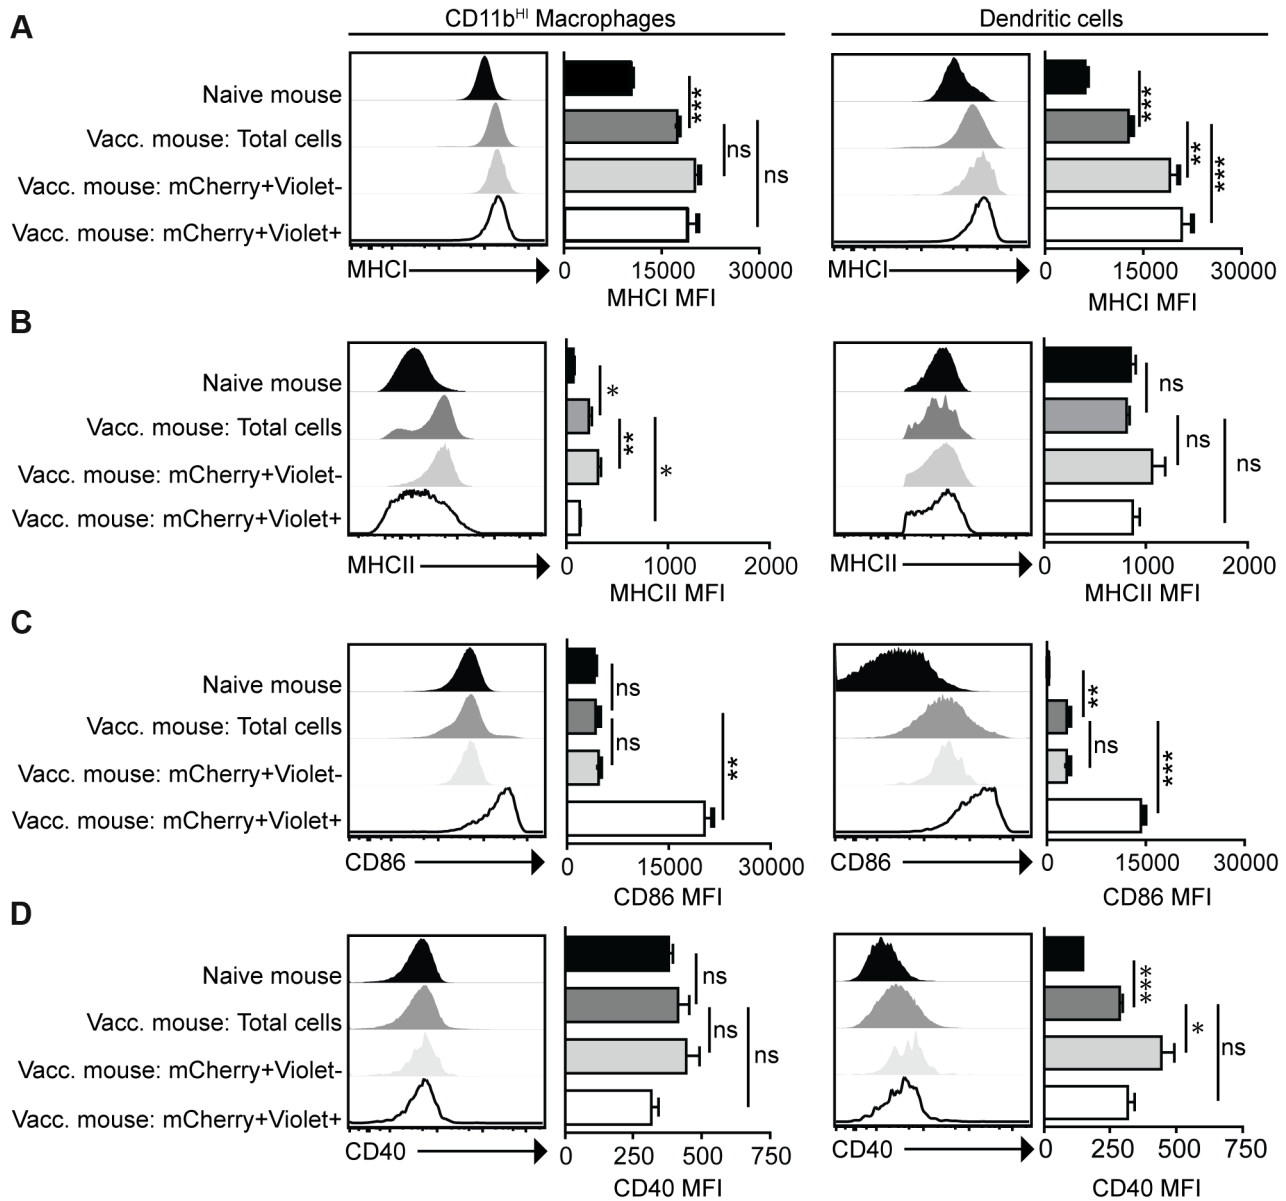 A
CD11bHI Macrophages
Dendritic cells
Naive mouse
Vacc. mouse: Total cells
Vacc. mouse: mCherry+Violet-
Vacc. mouse: mCherry+Violet+
***
ns
ns
***
**
***
MHCI
0 15000 30000
MHCI MFI
MHCI
0 15000 30000
MHCI MFI
B
Naive mouse
Vacc. mouse: Total cells
Vacc. mouse: mCherry+Violet-
Vacc. mouse: mCherry+Violet+
*
**
*
ns
ns
ns
MHCII
0 1000 2000
MHCII MFI
MHCII
0 1000 2000
MHCII MFI
C
Naive mouse
Vacc. mouse: Total cells
Vacc. mouse: mCherry+Violet-
Vacc. mouse: mCherry+Violet+
ns
ns
**
**
ns
***
CD86
0 15000 30000
CD86 MFI
CD86
0 15000 30000
CD86 MFI
D
Naive mouse
Vacc. mouse: Total cells
Vacc. mouse: mCherry+Violet-
Vacc. mouse: mCherry+Violet+
ns
ns
ns
***
*
ns
CD40
0 250 500 750
CD40 MFI
CD40
0 250 500 750
CD40 MFI